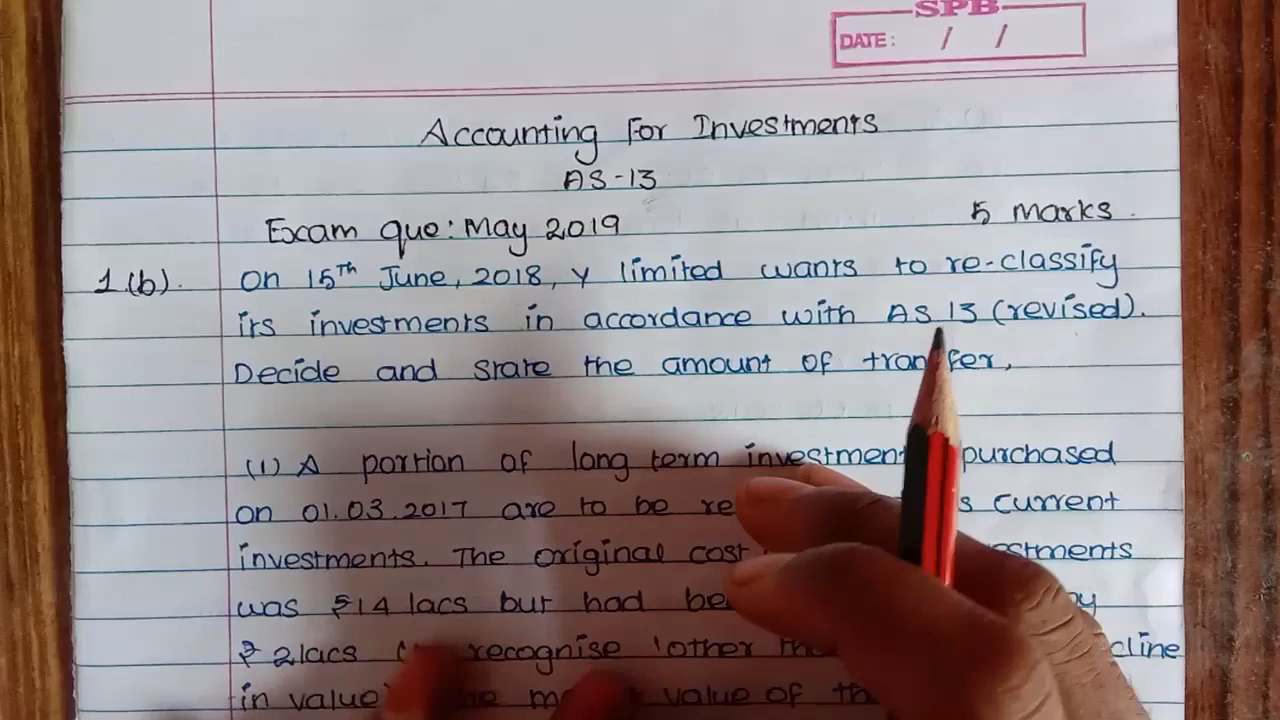 SPB
DATE: / /
Accounting For Investments
AS-13
Exam que: May 2019 5 marks.
1(b). On 15th June, 2018, Y limited wants to re-classify
its investments in accordance with AS 13 (revised).
Decide and state the amount of transfer,
(1) A portion of long term purchased
on 01.03.2017 are to be current
investments. The original cost
was ₹14 lacs but had
₹2lacs recognise 'other
in value value of